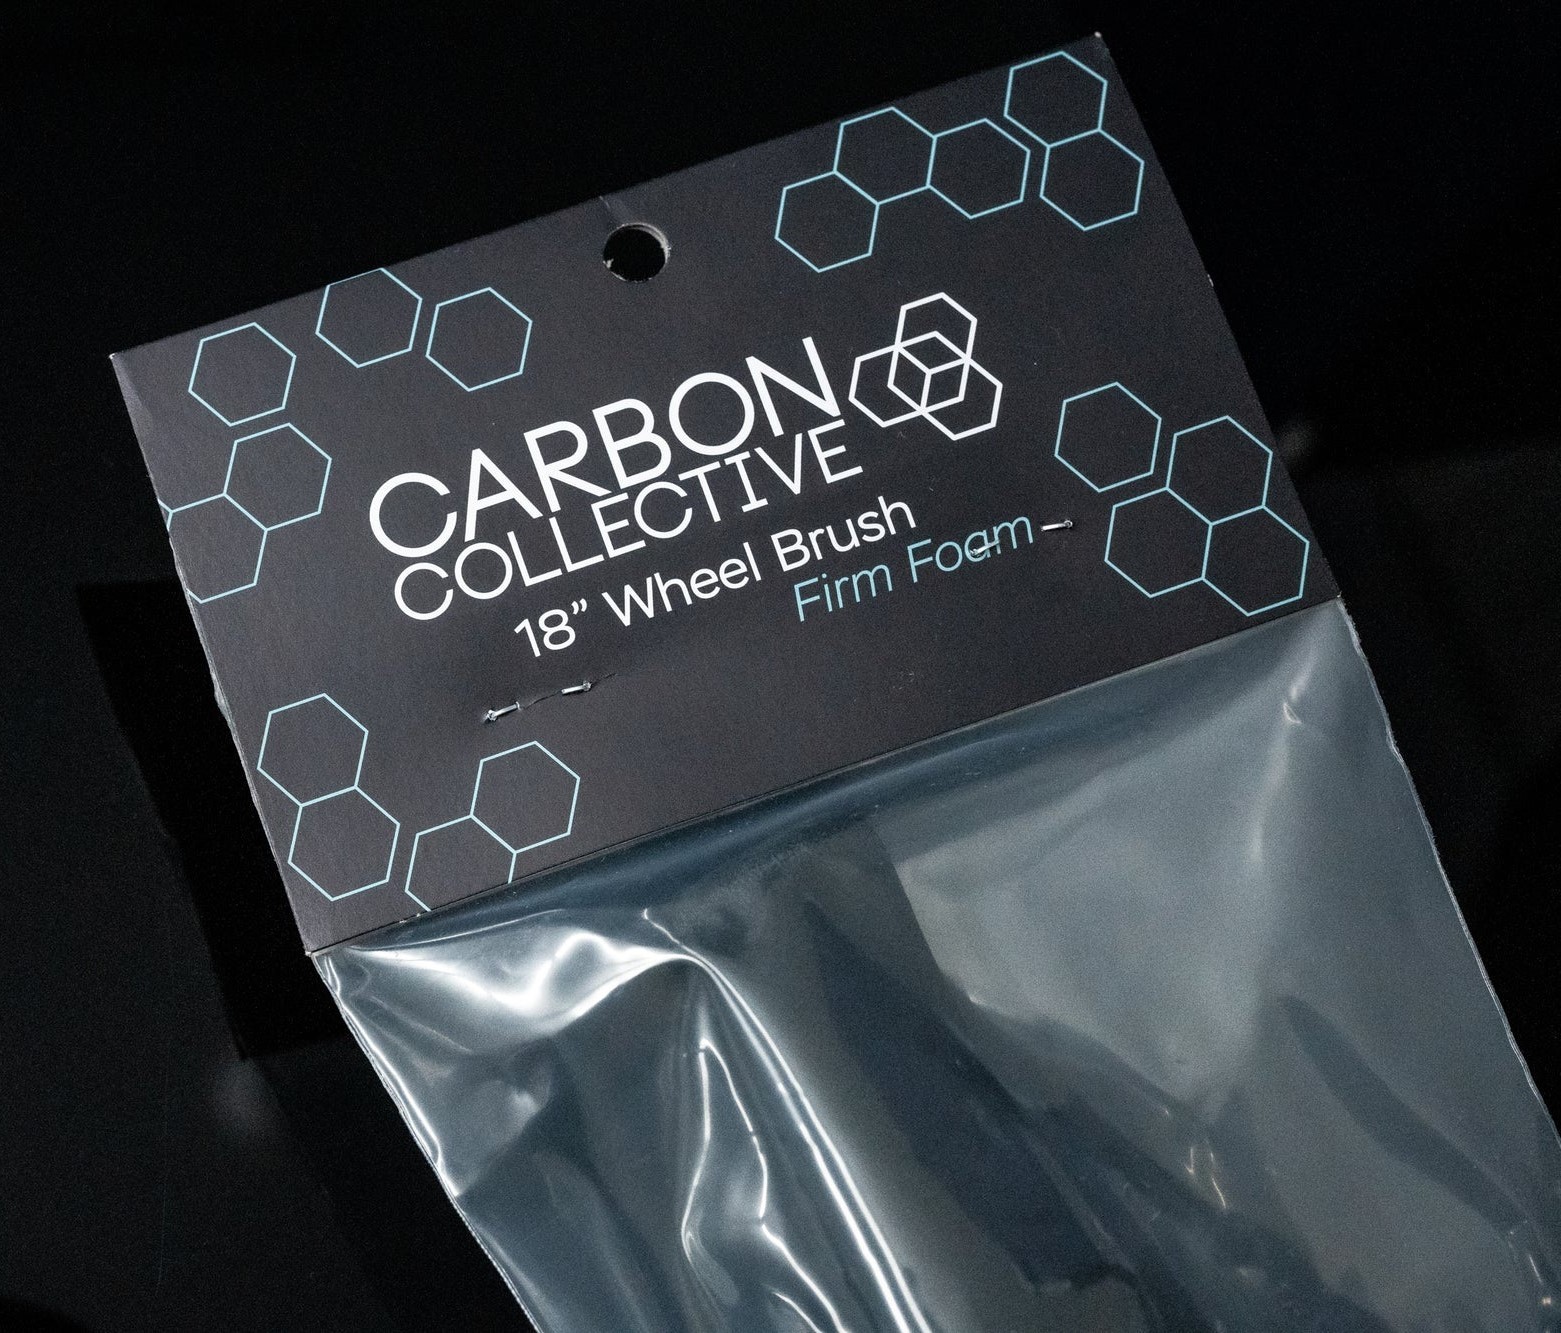 CARBON
COLLECTIVE
18” Wheel Brush
Firm Foam